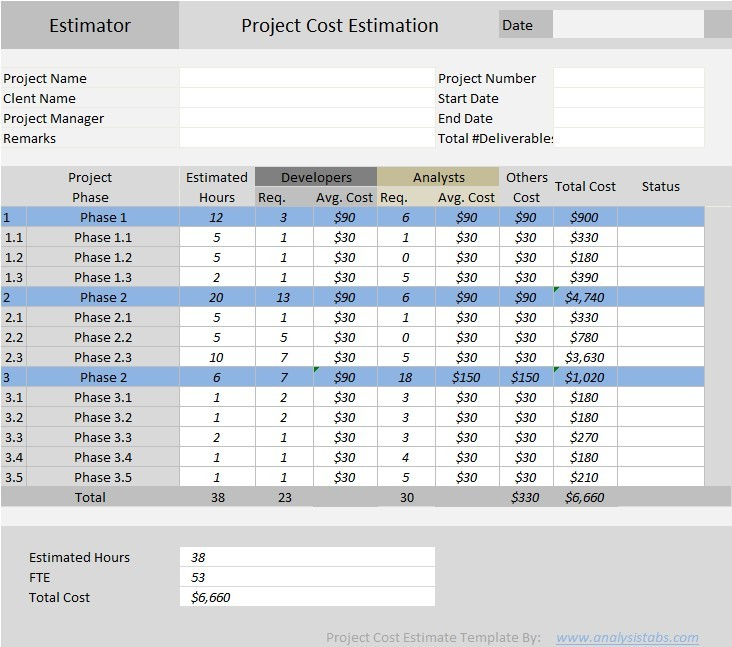 Estimator Project Cost Estimation Date
Project Name Project Number
Clent Name Start Date
Project Manager End Date
Remarks Total #Deliverables
Project Estimated Developers Analysts Others Total Cost Status
Phase Hours Req. Avg. Cost Req. Avg. Cost Cost
1 Phase 1 12 3 $90 6 $90 $90 $900
1.1 Phase 1.1 5 1 $30 1 $30 $30 $330
1.2 Phase 1.2 5 1 $30 0 $30 $30 $180
1.3 Phase 1.3 2 1 $30 5 $30 $30 $390
2 Phase 2 20 13 $90 6 $90 $90 $4,740
2.1 Phase 2.1 5 1 $30 1 $30 $30 $330
2.2 Phase 2.2 5 5 $30 0 $30 $30 $780
2.3 Phase 2.3 10 7 $30 5 $30 $30 $3,630
3 Phase 2 6 7 $90 18 $150 $150 $1,020
3.1 Phase 3.1 1 2 $30 3 $30 $30 $180
3.2 Phase 3.2 1 2 $30 3 $30 $30 $180
3.3 Phase 3.3 2 1 $30 3 $30 $30 $270
3.4 Phase 3.4 1 1 $30 4 $30 $30 $180
3.5 Phase 3.5 1 1 $30 5 $30 $30 $210
Total 38 23 30 $330 $6,660
Estimated Hours 38
FTE 53
Total Cost $6,660
Project Cost Estimate Template By: www.analysistabs.com